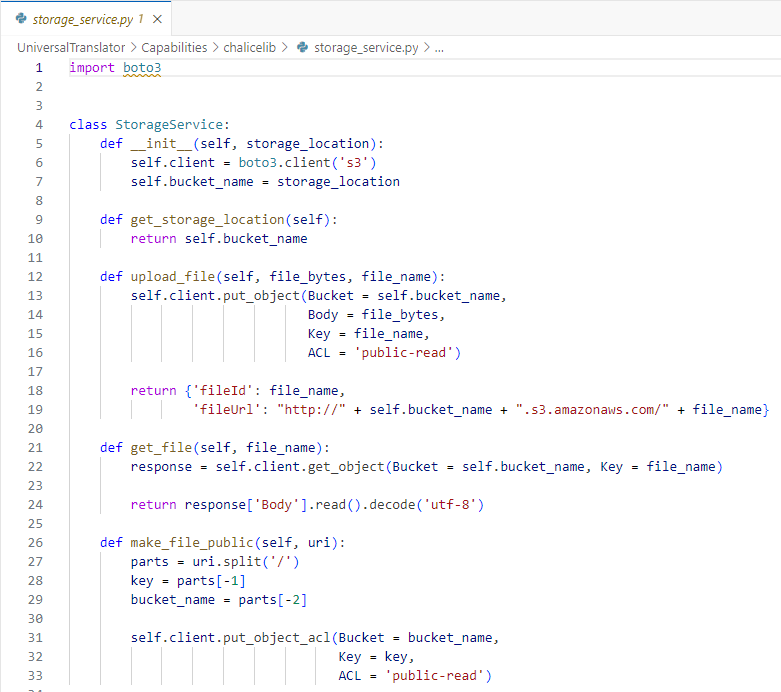 storage_service.py 1 ×
UniversalTranslator > Capabilities > chalicelib > storage_service.py > ...
1 import boto3
2
3
4 class StorageService:
5     def __init__(self, storage_location):
6         self.client = boto3.client('s3')
7         self.bucket_name = storage_location
8
9     def get_storage_location(self):
10         return self.bucket_name
11
12     def upload_file(self, file_bytes, file_name):
13         self.client.put_object(Bucket = self.bucket_name,
14                                Body = file_bytes,
15                                Key = file_name,
16                                ACL = 'public-read')
17
18         return {'fileId': file_name,
19                 'fileUrl': "http://" + self.bucket_name + ".s3.amazonaws.com/" + file_name}
20
21     def get_file(self, file_name):
22         response = self.client.get_object(Bucket = self.bucket_name, Key = file_name)
23
24         return response['Body'].read().decode('utf-8')
25
26     def make_file_public(self, uri):
27         parts = uri.split('/')
28         key = parts[-1]
29         bucket_name = parts[-2]
30
31         self.client.put_object_acl(Bucket = bucket_name,
32                                    Key = key,
33                                    ACL = 'public-read')